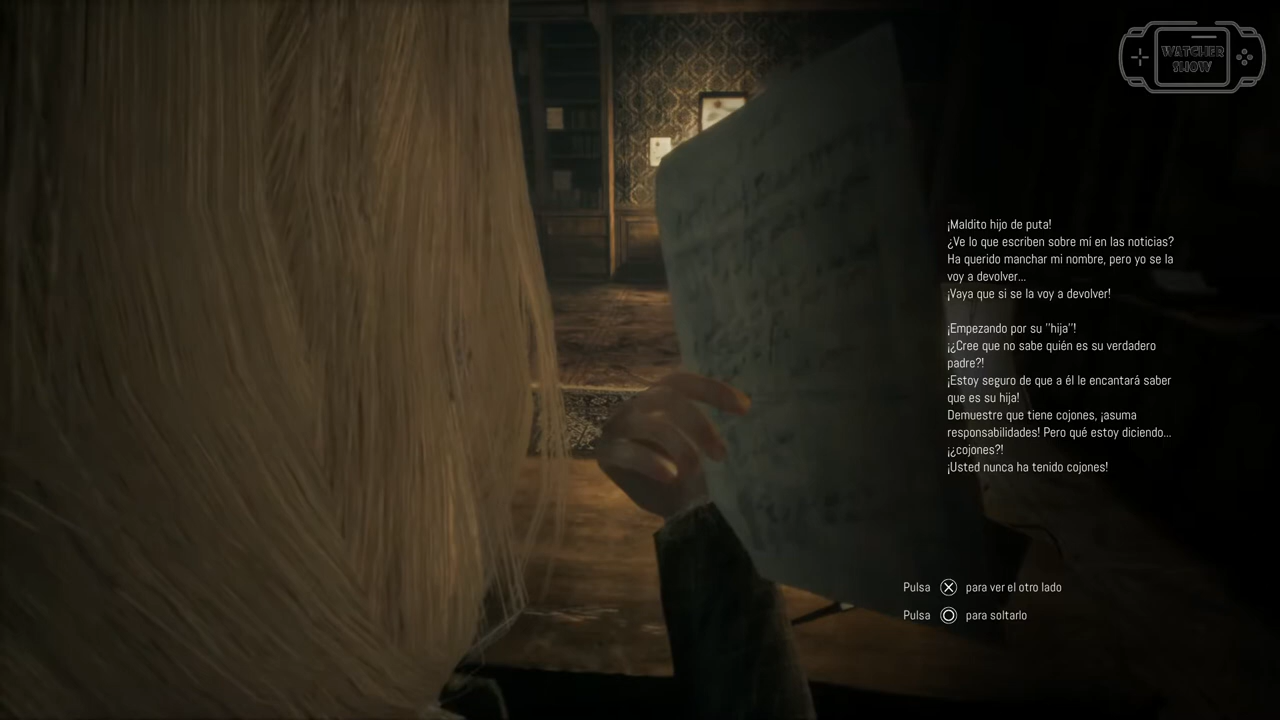 WATCHER
SHOW
¡Maldito hijo de puta!
¿Ve lo que escriben sobre mí en las noticias?
Ha querido manchar mi nombre, pero yo se la
voy a devolver...
¡Vaya que si se la voy a devolver!
¡Empezando por su "hija"!
¡¿Cree que no sabe quién es su verdadero
padre?!
¡Estoy seguro de que a él le encantará saber
que es su hija!
Demuestre que tiene cojones, ¡asuma
responsabilidades! Pero qué estoy diciendo...
¡¿cojones?!
¡Usted nunca ha tenido cojones!
Pulsa para ver el otro lado
Pulsa para soltarlo